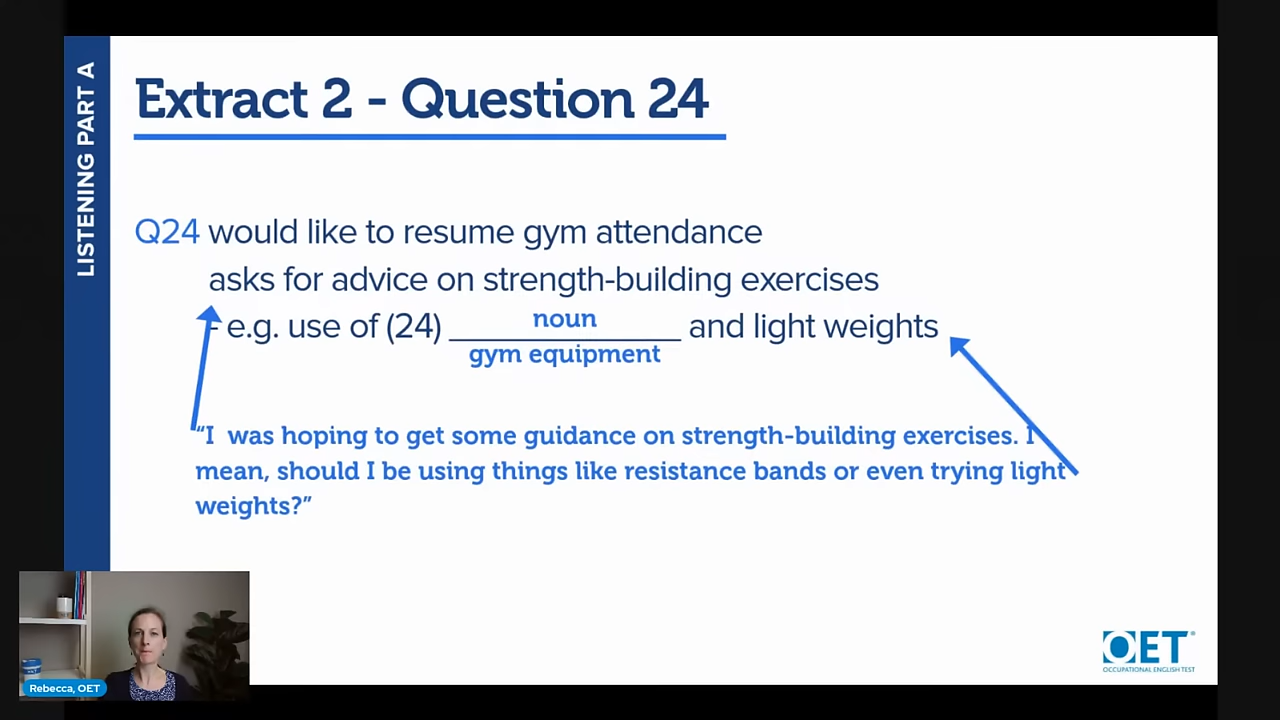 LISTENING PART A
Extract 2 - Question 24
Q24 would like to resume gym attendance
asks for advice on strength-building exercises
- e.g. use of (24) noun and light weights
gym equipment
"I was hoping to get some guidance on strength-building exercises. I
mean, should I be using things like resistance bands or even trying light
weights?"
Rebecca, OET
OET
OCCUPATIONAL ENGLISH TEST